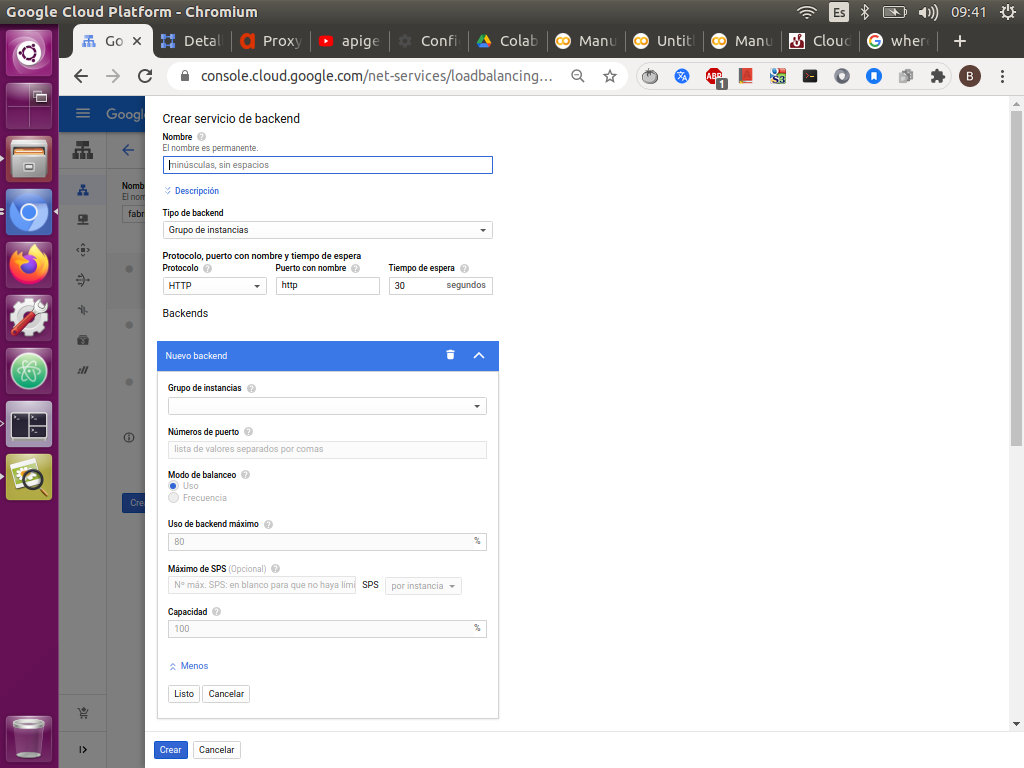 Google Cloud Platform - Chromium
Es
09:41
Go
Detail
Proxy
apige
Confi
Colab
Manu
Untitl
Manu
Cloud
where
console.cloud.google.com/net-services/loadbalancing...
ABP
1
S3
B
Google
Crear servicio de backend
Nombre
El nombre es permanente.
minúsculas, sin espacios
Descripción
Tipo de backend
Grupo de instancias
Protocolo, puerto con nombre y tiempo de espera
Protocolo Puerto con nombre Tiempo de espera
HTTP http 30 segundos
Backends
Nuevo backend
Grupo de instancias
Números de puerto
lista de valores separados por comas
Modo de balanceo
Uso
Frecuencia
Uso de backend máximo
80 %
Máximo de SPS (Opcional)
Nº máx. SPS: en blanco para que no haya lími SPS por instancia
Capacidad
100 %
Menos
Listo Cancelar
Crear Cancelar
Nomb
El nom
fabr
Cre